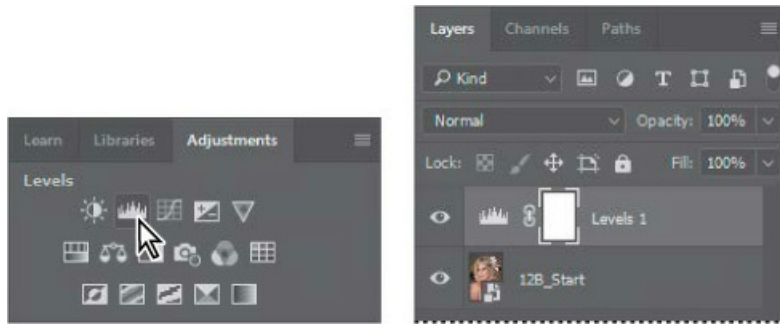 Learn Libraries Adjustments
Levels
Layers Channels Paths
Kind T
Normal Opacity: 100%
Lock: Fill: 100%
Levels 1
12B_Start